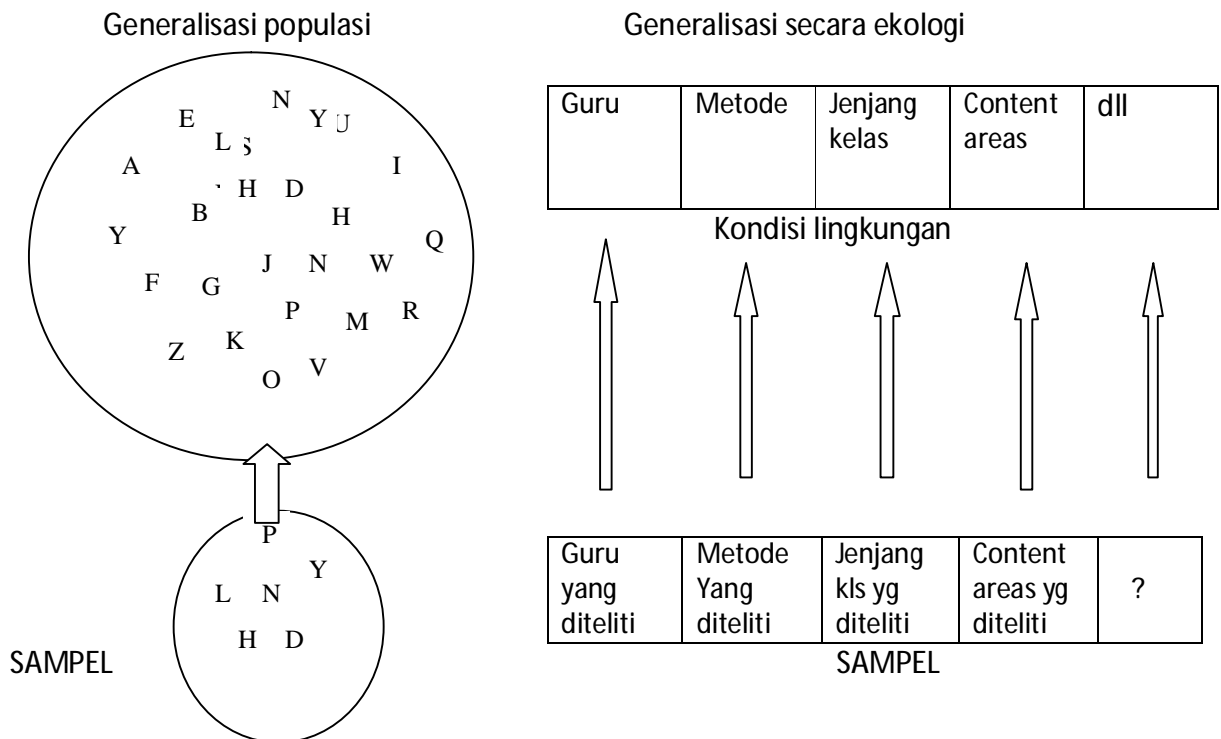 Generalisasi populasi
Generalisasi secara ekologi
N
E
Y U
L S
A
I
H D
B
H
Y
Q
J N W
F
G
P
M
R
K
Z
V
O
Guru
Metode
Jenjang
kelas
Content
areas
dll
Kondisi lingkungan
P
Y
L N
H D
SAMPEL
Guru
yang
diteliti
Metode
Yang
diteliti
Jenjang
kls yg
diteliti
Content
areas yg
diteliti
?
SAMPEL